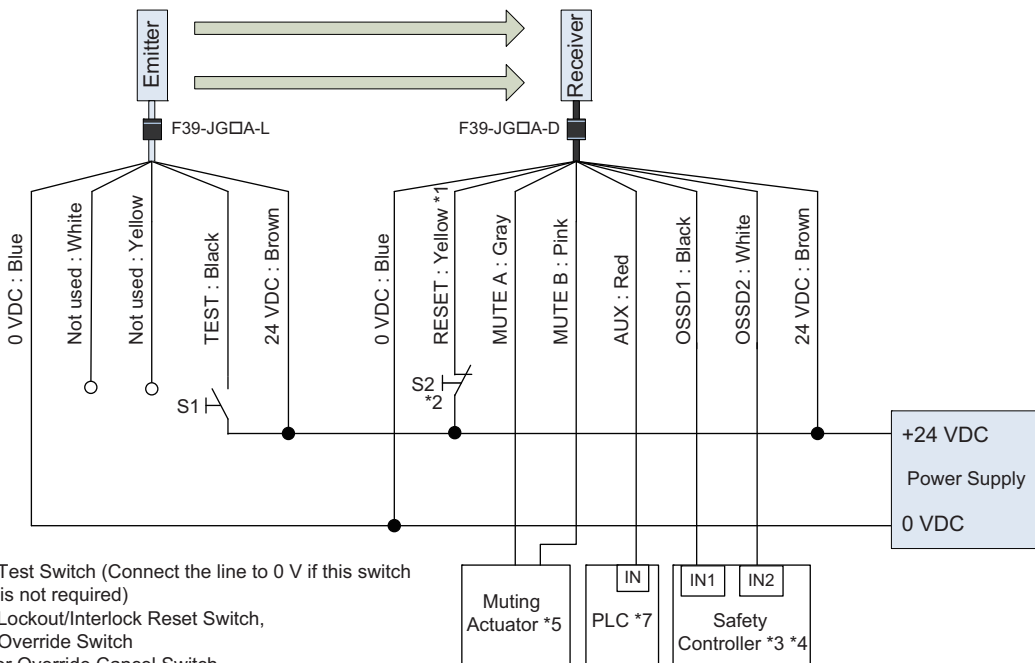 Emitter
Receiver
F39-JG□A-L
F39-JG□A-D
0 VDC : Blue
Not used : White
Not used : Yellow
TEST : Black
24 VDC : Brown
0 VDC : Blue
RESET : Yellow *1
MUTE A : Gray
MUTE B : Pink
AUX : Red
OSSD1 : Black
OSSD2 : White
24 VDC : Brown
S1
S2
*2
+24 VDC
Power Supply
0 VDC
Test Switch (Connect the line to 0 V if this switch
is not required)
Lockout/Interlock Reset Switch,
Override Switch
or Override Cancel Switch
Muting
Actuator *5
IN
PLC *7
IN1
IN2
Safety
Controller *3 *4